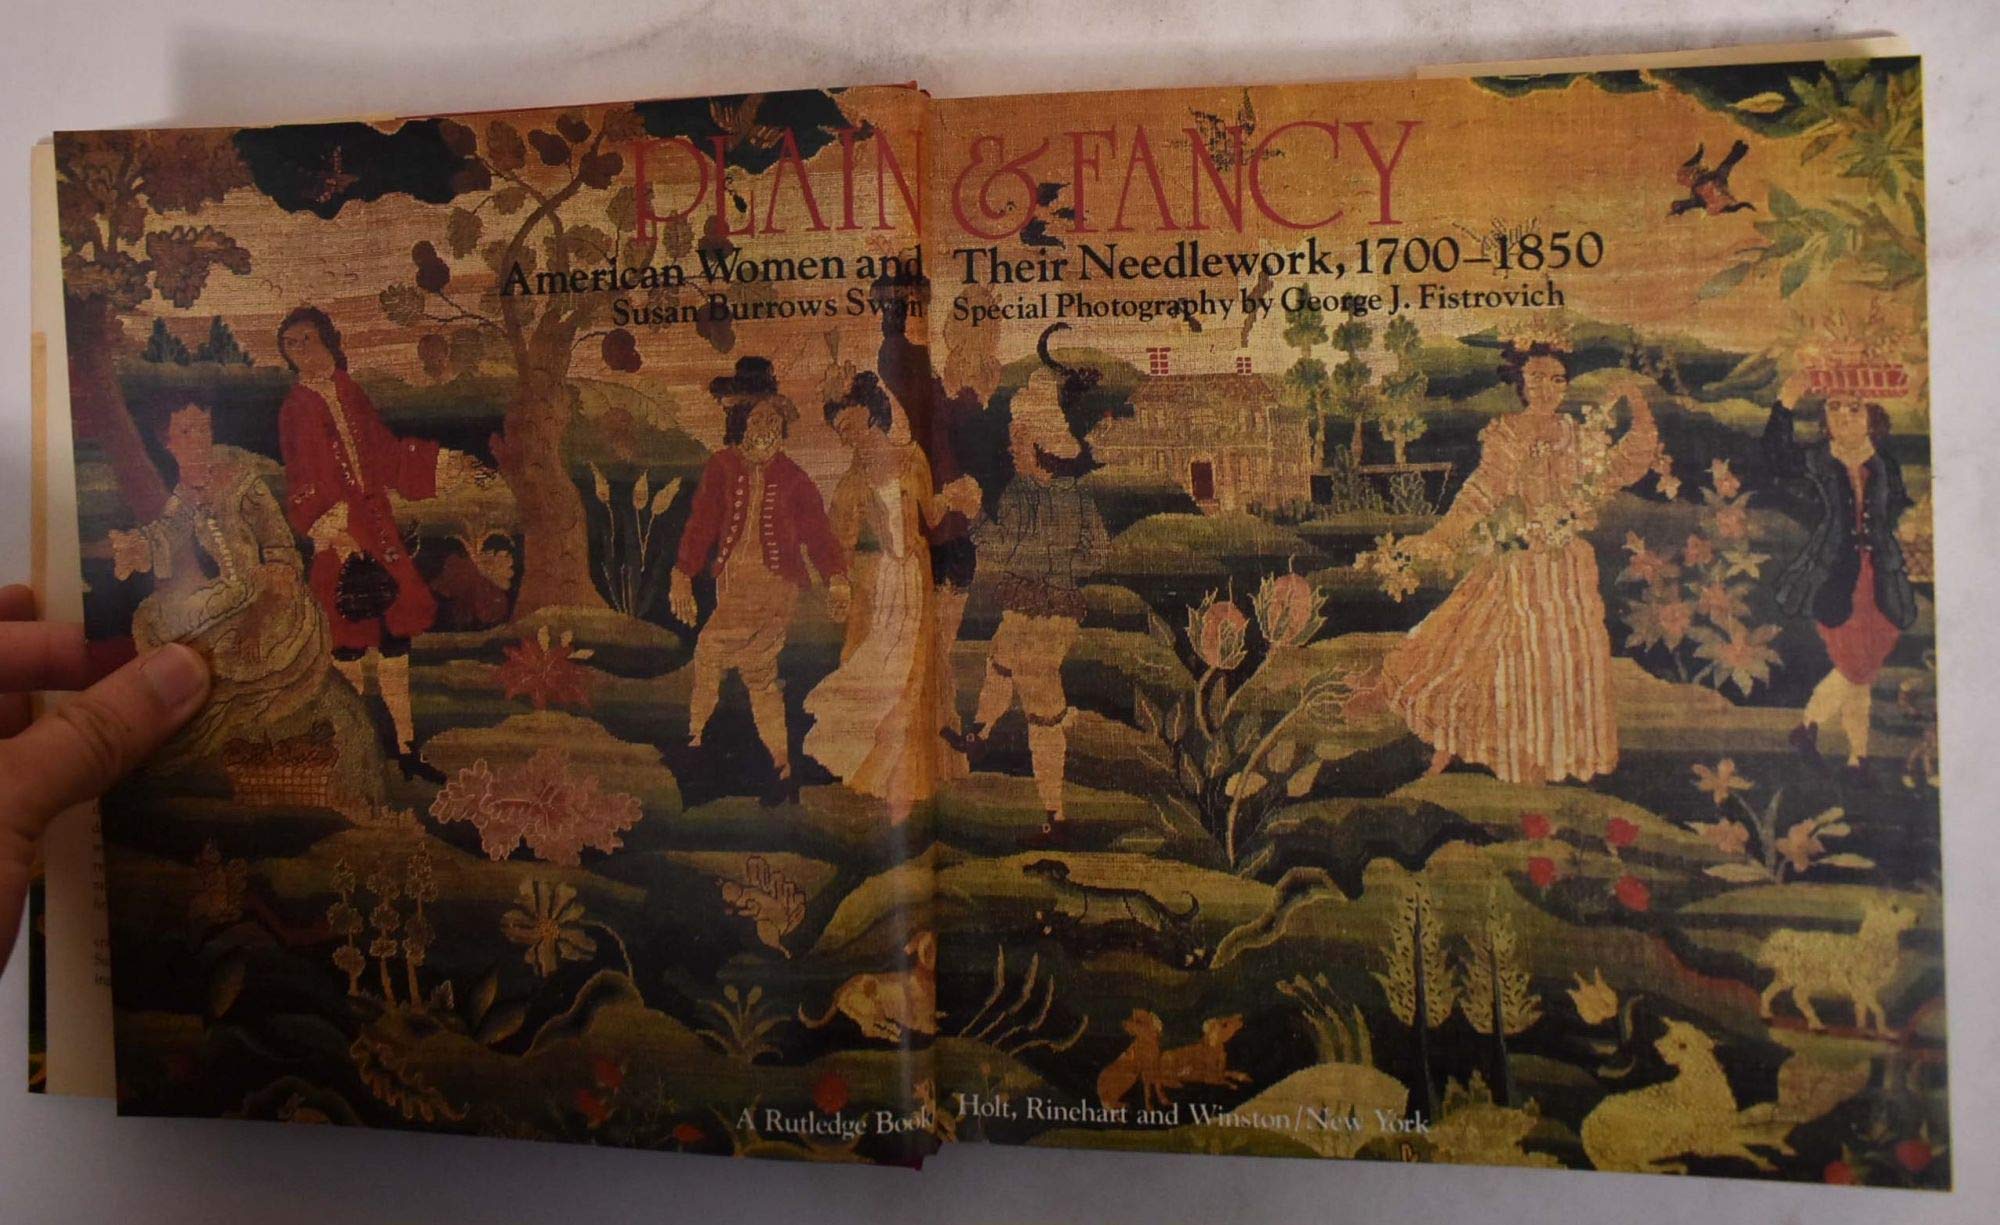 PLAIN & FANCY
American Women and Their Needlework, 1700–1850
Susan Burrows Swan Special Photography by George J. Fistrovich
A Rutledge Book Holt, Rinehart and Winston/New York